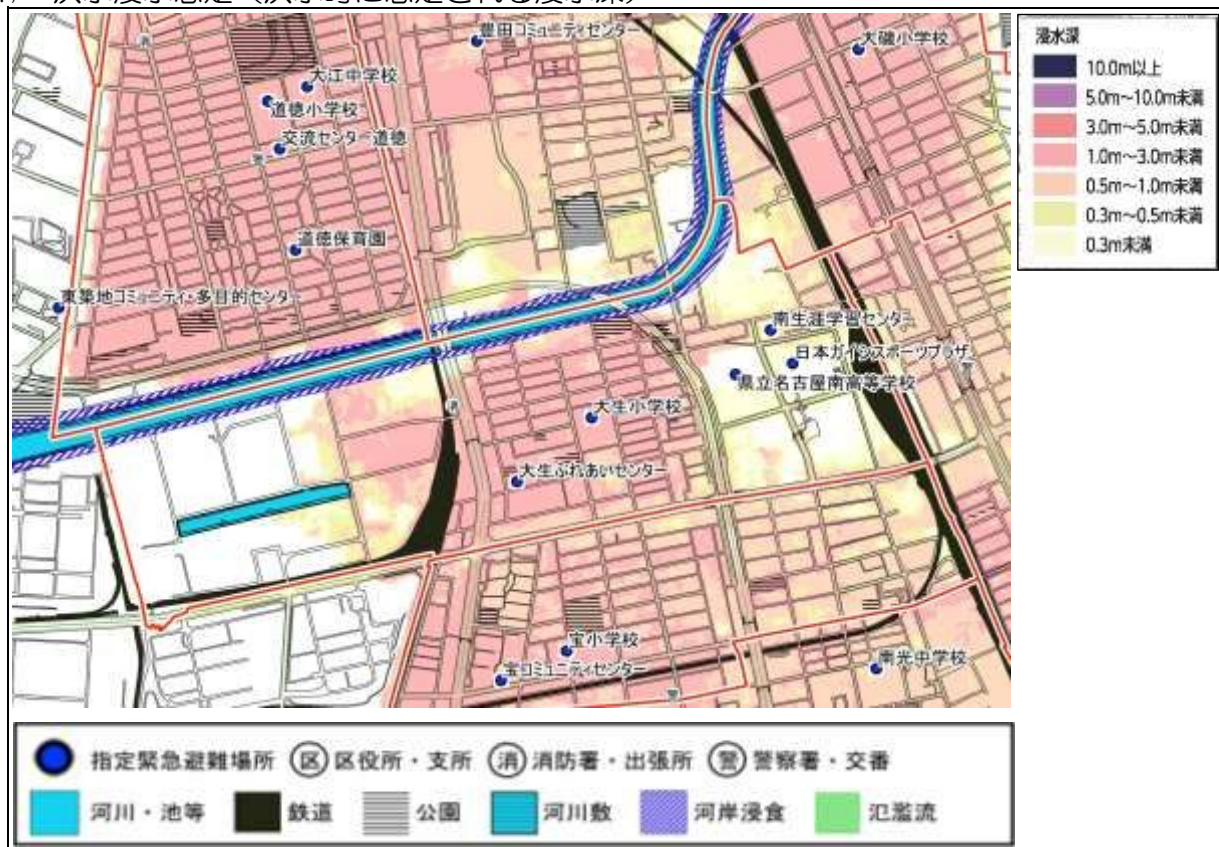 豊田コミュニティセンター
大磯小学校
大江中学校
道徳小学校
交流センター道徳
道徳保育園
東築地コミュニティ・多目的センター
南生涯学習センター
日本ガイシスポーツプラザ
県立名古屋南高等学校
大生小学校
大生ふれあいセンター
宝小学校
宝コミュニティセンター
南光中学校
浸水深
10.0m以上
5.0m～10.0m未満
3.0m～5.0m未満
1.0m～3.0m未満
0.5m～1.0m未満
0.3m～0.5m未満
0.3m未満
指定緊急避難場所 区 区役所・支所 消 消防署・出張所 警 警察署・交番
河川・池等 鉄道 公園 河川敷 河岸浸食 氾濫流